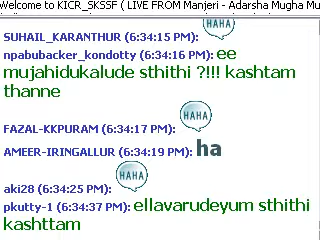 Welcome to KICR_SKSSF ( LIVE FROM Manjeri - Adarsha Mugha Mu
HAHA
SUHAIL_KARANTHUR (6:34:15 PM):
npabubacker_kondotty (6:34:16 PM): ee
mujahidukalude sthithi ?!!! kashtam
thanne
HAHA
FAZAL-KKPURAM (6:34:17 PM):
AMEER-IRINGALLUR (6:34:19 PM): ha
HAHA
aki28 (6:34:25 PM):
pkutty-1 (6:34:37 PM): ellavarudeyum sthithi
kashttam